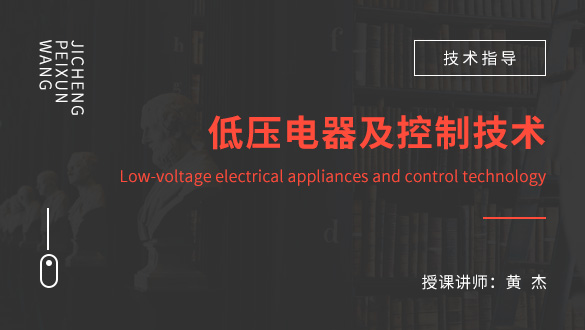 JICHENG
PEIXUN
WANG
技术指导
低压电器及控制技术
Low-voltage electrical appliances and control technology
授课讲师：黄 杰